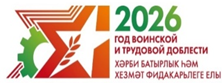 2026
ГОД ВОИНСКОЙ
И ТРУДОВОЙ ДОБЛЕСТИ
ХӘРБИ БАТЫРЛЫК ҺӘМ
ХЕЗМӘТ ФИДАКАРЬЛЕГЕ ЕЛЫ